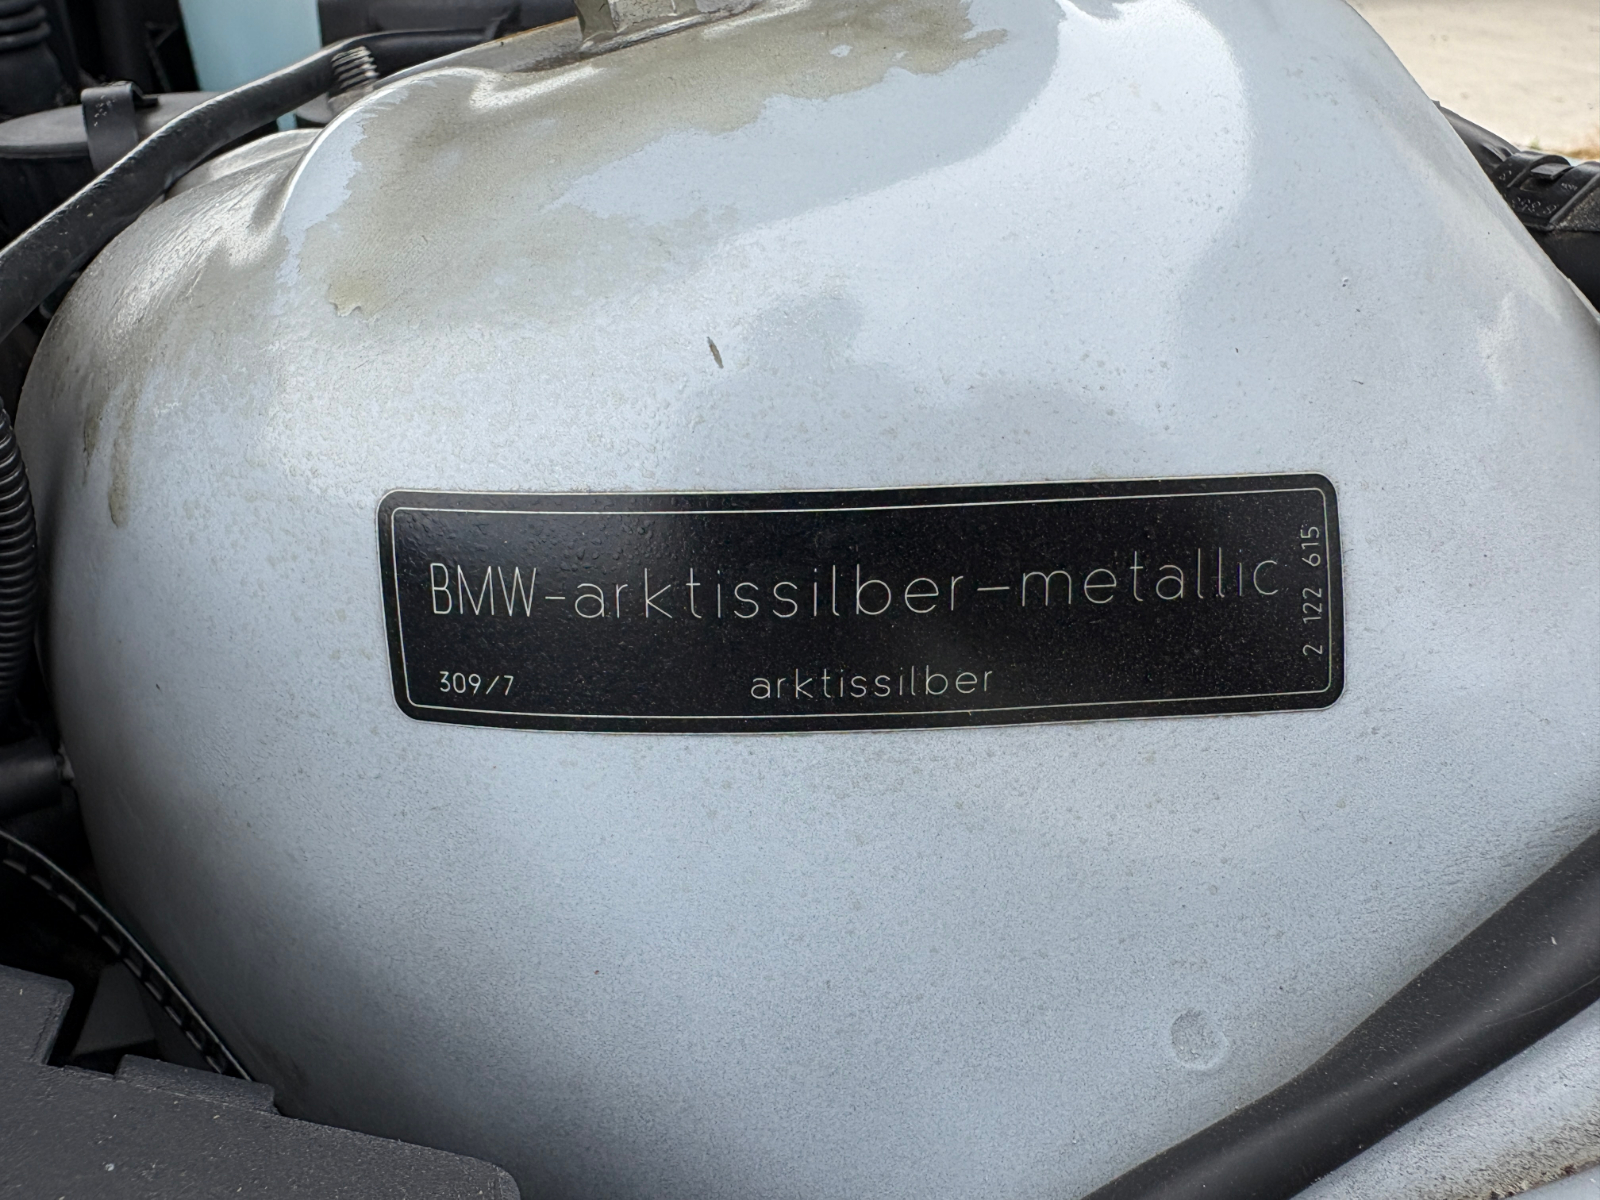 BMW-arktissilber-metallic
309/7
arktissilber
2 122 615